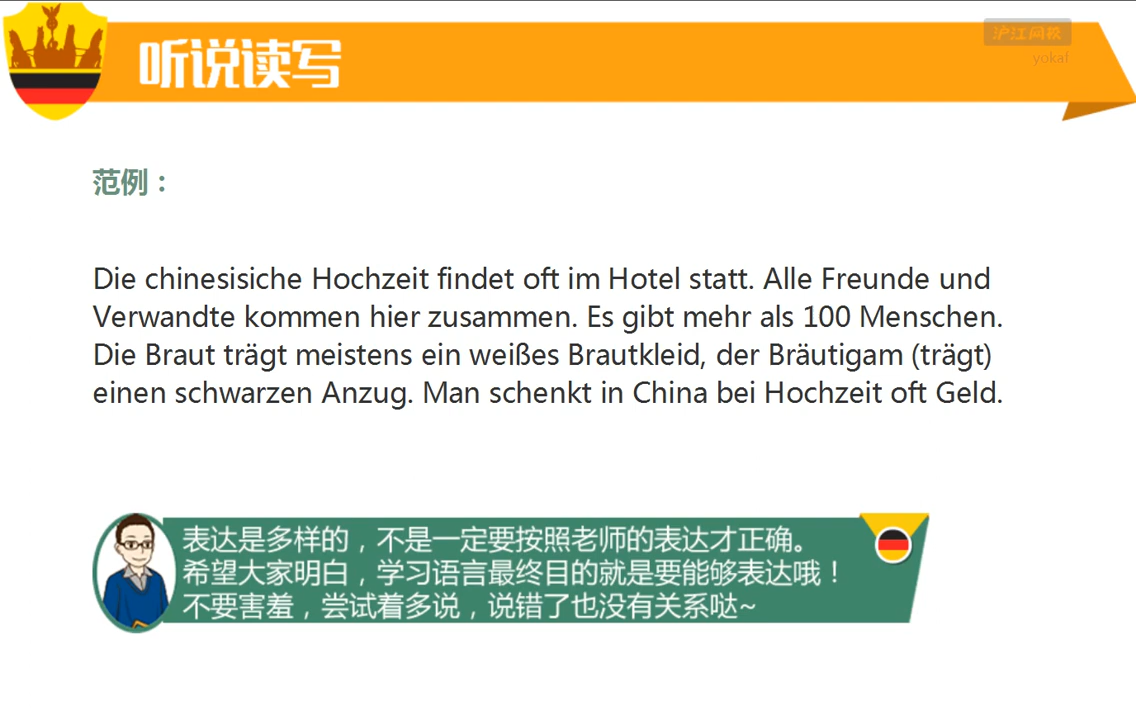 听说读写
沪江网校
yokaf
范例：
Die chinesisiche Hochzeit findet oft im Hotel statt. Alle Freunde und
Verwandte kommen hier zusammen. Es gibt mehr als 100 Menschen.
Die Braut trägt meistens ein weißes Brautkleid, der Bräutigam (trägt)
einen schwarzen Anzug. Man schenkt in China bei Hochzeit oft Geld.
表达是多样的，不是一定要按照老师的表达才正确。
希望大家明白，学习语言最终目的就是要能够表达哦！
不要害羞，尝试着多说，说错了也没有关系哒~